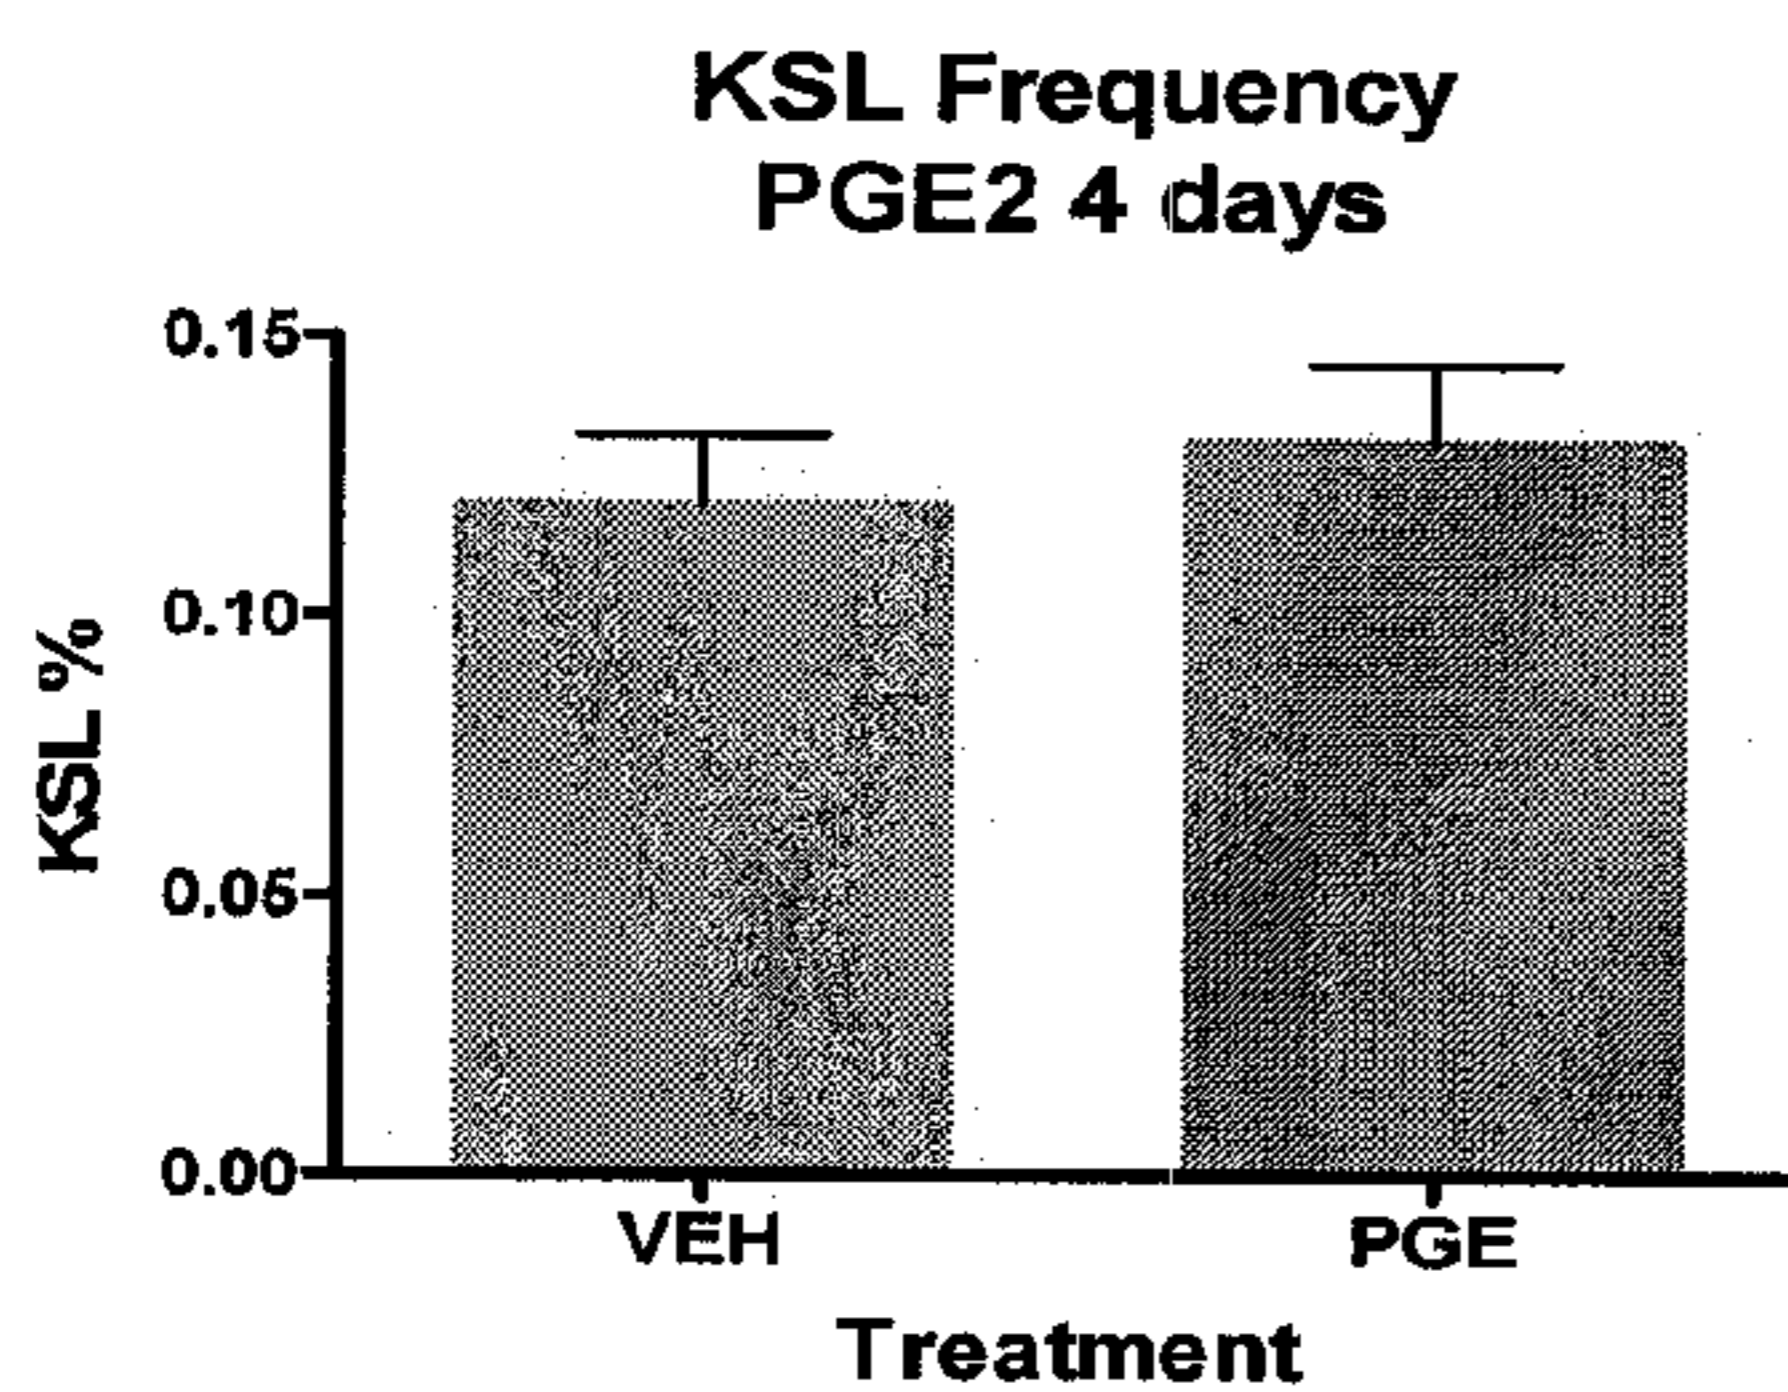 KSL Frequency
PGE2 4 days
0.15
0.10
0.05
0.00
KSL %
VEH
PGE
Treatment